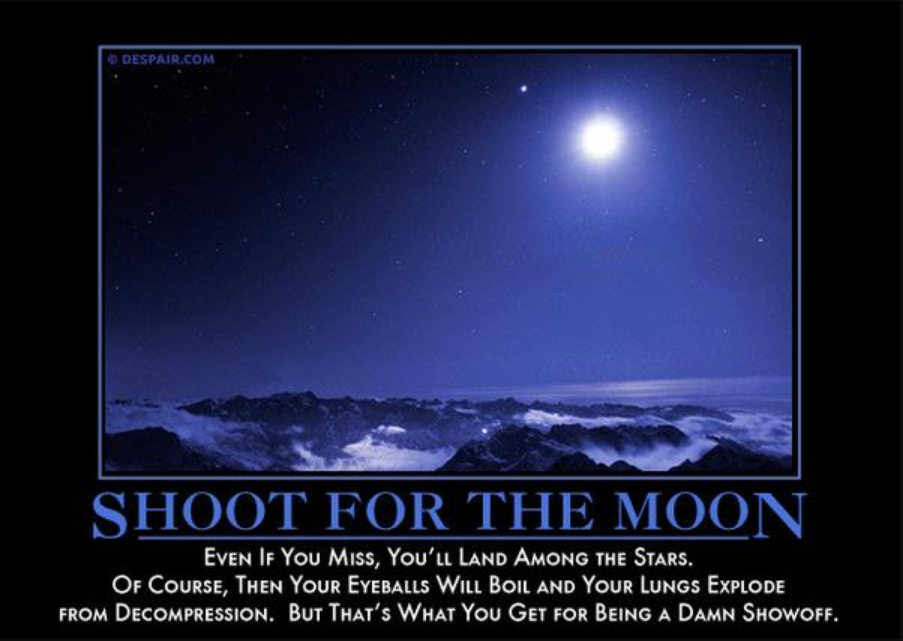 © DESPAIR.COM
SHOOT FOR THE MOON
EVEN IF YOU MISS, YOU'LL LAND AMONG THE STARS.
OF COURSE, THEN YOUR EYEBALLS WILL BOIL AND YOUR LUNGS EXPLODE
FROM DECOMPRESSION. BUT THAT'S WHAT YOU GET FOR BEING A DAMN SHOWOFF.